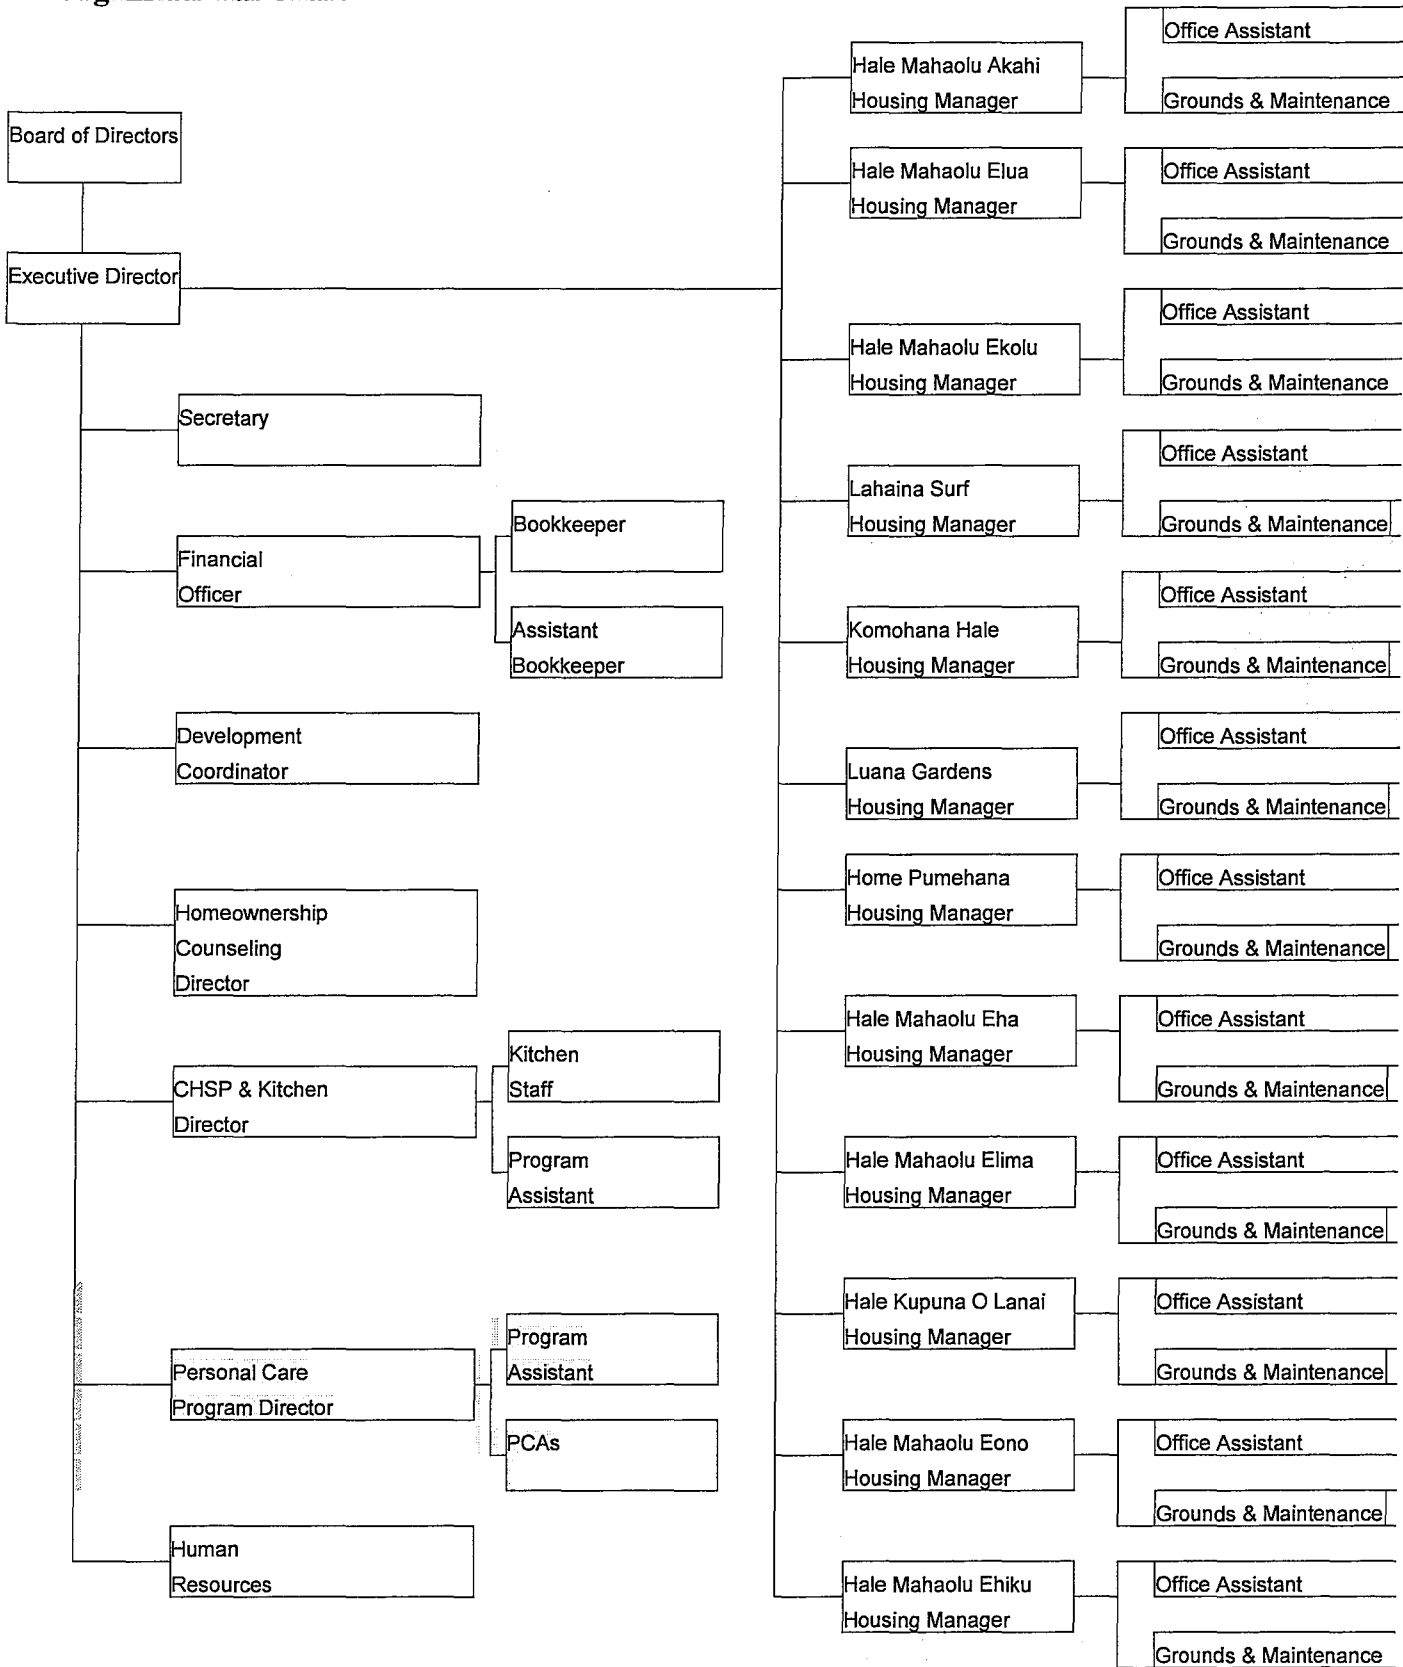 Board of Directors
Executive Director
Secretary
Financial
Officer
Bookkeeper
Assistant
Bookkeeper
Development
Coordinator
Homeownership
Counseling
Director
CHSP & Kitchen
Director
Kitchen
Staff
Program
Assistant
Personal Care
Program Director
Program
Assistant
PCAs
Human
Resources
Hale Mahaolu Akahi
Housing Manager
Office Assistant
Grounds & Maintenance
Hale Mahaolu Elua
Housing Manager
Office Assistant
Grounds & Maintenance
Hale Mahaolu Ekolu
Housing Manager
Office Assistant
Grounds & Maintenance
Lahaina Surf
Housing Manager
Office Assistant
Grounds & Maintenance
Komohana Hale
Housing Manager
Office Assistant
Grounds & Maintenance
Luana Gardens
Housing Manager
Office Assistant
Grounds & Maintenance
Home Pumehana
Housing Manager
Office Assistant
Grounds & Maintenance
Hale Mahaolu Eha
Housing Manager
Office Assistant
Grounds & Maintenance
Hale Mahaolu Elima
Housing Manager
Office Assistant
Grounds & Maintenance
Hale Kupuna O Lanai
Housing Manager
Office Assistant
Grounds & Maintenance
Hale Mahaolu Eono
Housing Manager
Office Assistant
Grounds & Maintenance
Hale Mahaolu Ehiku
Housing Manager
Office Assistant
Grounds & Maintenance